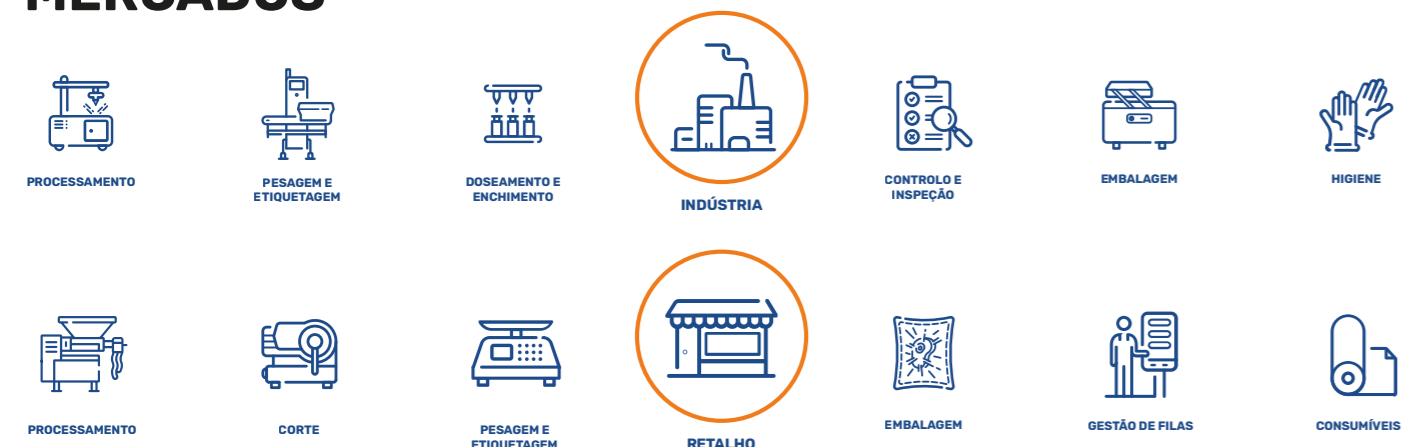 MERCADOS
PROCESSAMENTO
PESAGEM E
ETIQUETAGEM
DOSEAMENTO E
ENCHIMENTO
INDÚSTRIA
CONTROLO E
INSPEÇÃO
EMBALAGEM
HIGIENE
PROCESSAMENTO
CORTE
PESAGEM E
ETIQUETAGEM
RETALHO
EMBALAGEM
GESTÃO DE FILAS
CONSUMÍVEIS